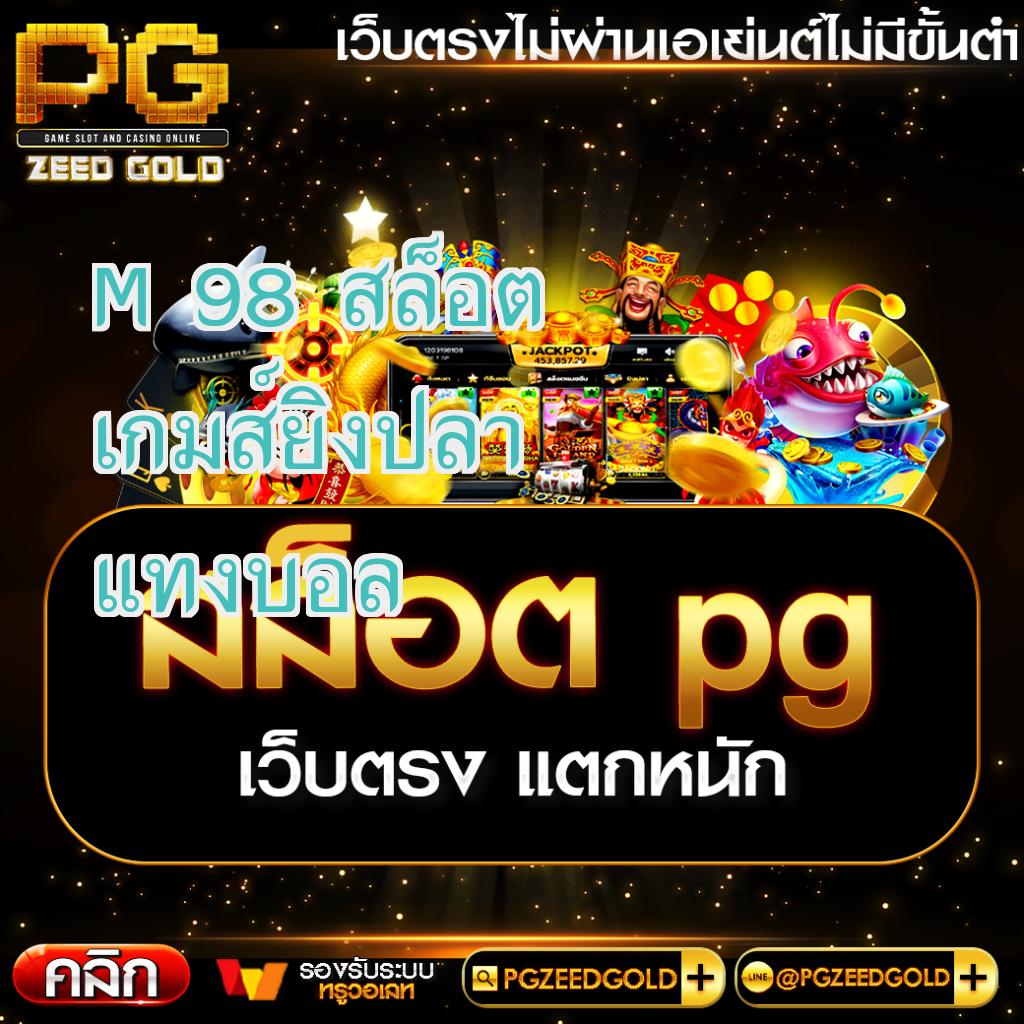 เว็บตรงไม่ผ่านเอเย่นต์ไม่มีขั้นต่ำ
PG
GAME SLOT AND CASINO ONLINE
ZEED GOLD
M 98 สล็อต
เกมส์ยิงปลา
แทงบอล
1203198108
JACKPOT
453,857.29
สล็อต pg
เว็บตรง แตกหนัก
คลิก
รองรับระบบ
ทรูวอเลท
PGZEEDGOLD +
LINE @PGZEEDGOLD +